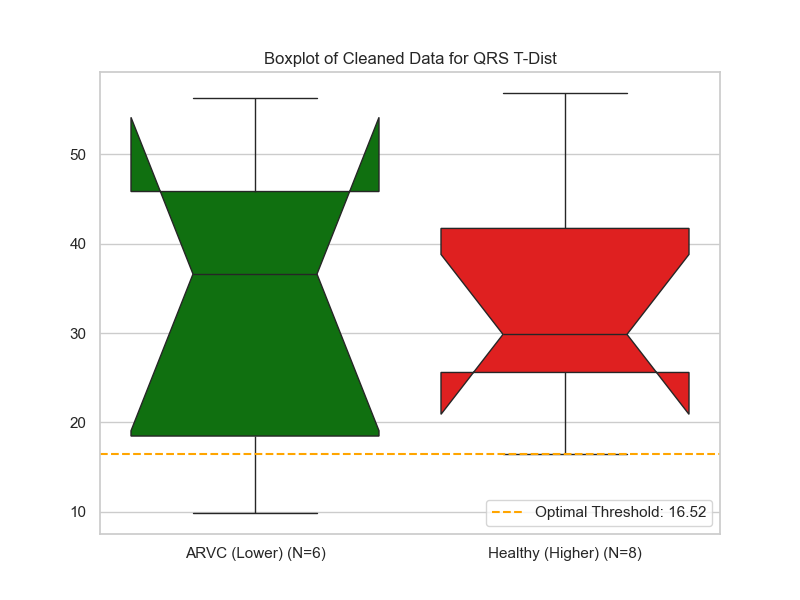 Boxplot of Cleaned Data for QRS T-Dist
50
40
30
20
10
Optimal Threshold: 16.52
ARVC (Lower) (N=6)
Healthy (Higher) (N=8)